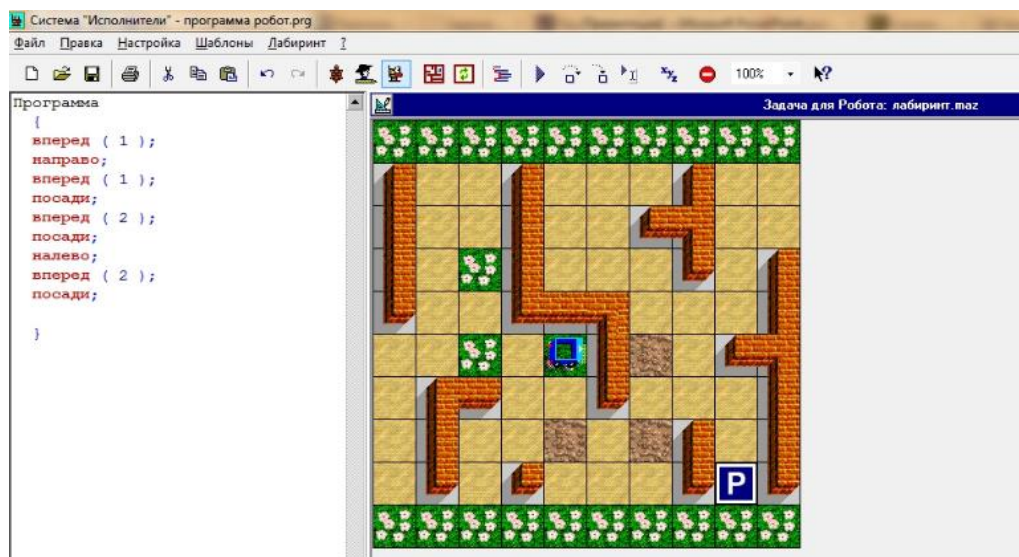 Система "Исполнители" - программа робот.prg
Файл Правка Настройка Шаблоны Лабиринт ?
100%
Программа
Задача для Робота: лабиринт.maz
{
вперед ( 1 );
направо;
вперед ( 1 );
посади;
вперед ( 2 );
посади;
налево;
вперед ( 2 );
посади;
}
P